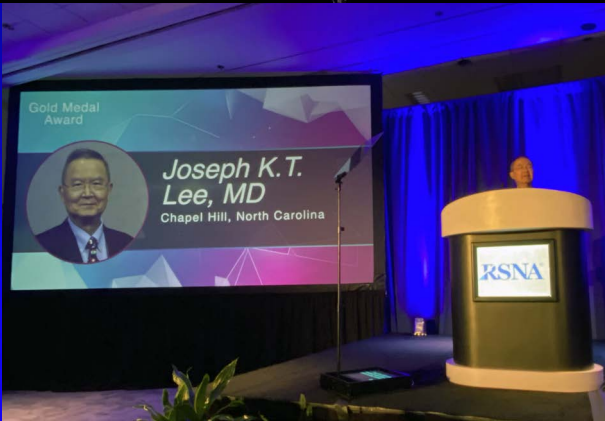 Gold Medal
Award
Joseph K.T.
Lee, MD
Chapel Hill, North Carolina
RSNA